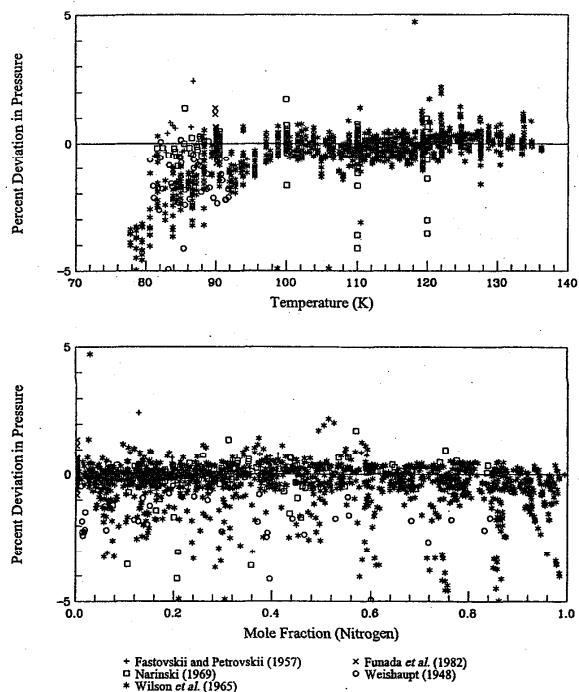 5
0
-5
Percent Deviation in Pressure
70 80 90 100 110 120 130 140
Temperature (K)
5
0
-5
Percent Deviation in Pressure
0.0 0.2 0.4 0.6 0.8 1.0
Mole Fraction (Nitrogen)
+ Fastovskii and Petrovskii (1957)
× Funada et al. (1982)
□ Narinski (1969)
○ Weishaupt (1948)
* Wilson et al. (1965)